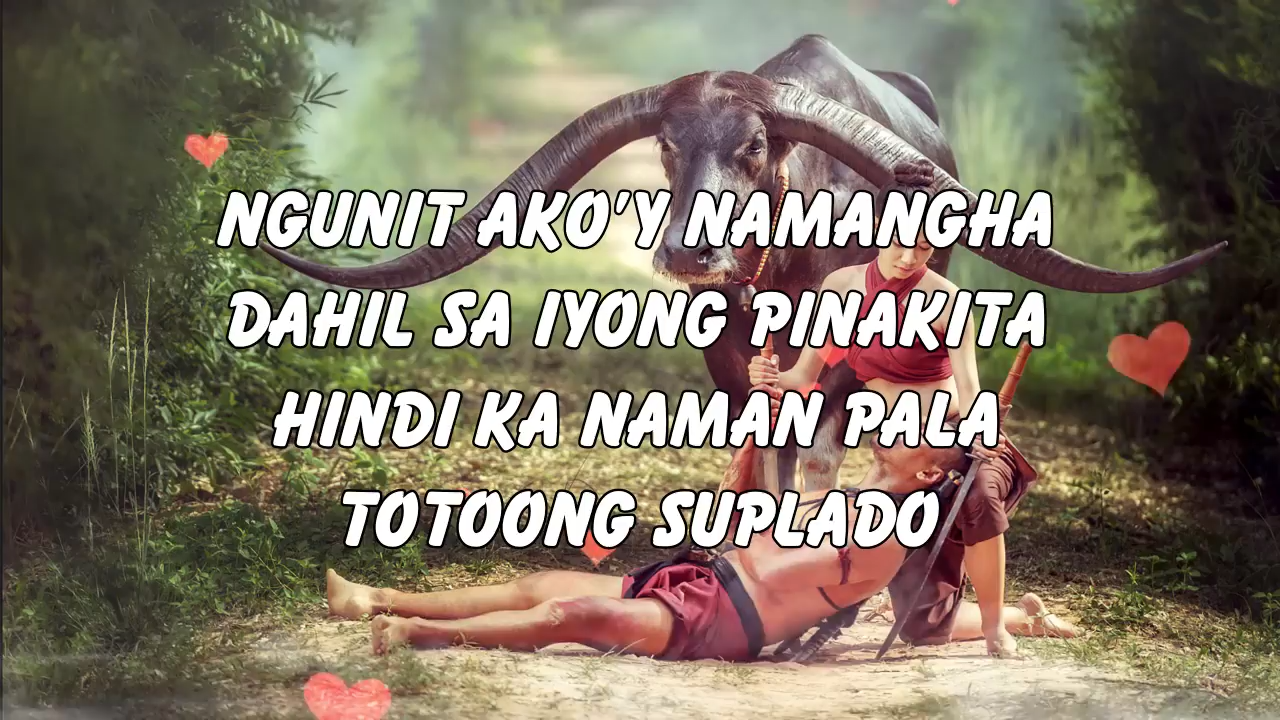 NGUNIT AKO'Y NAMANGHA
DAHIL SA IYONG PINAKITA
HINDI KA NAMAN PALA
TOTOONG SUPLADO